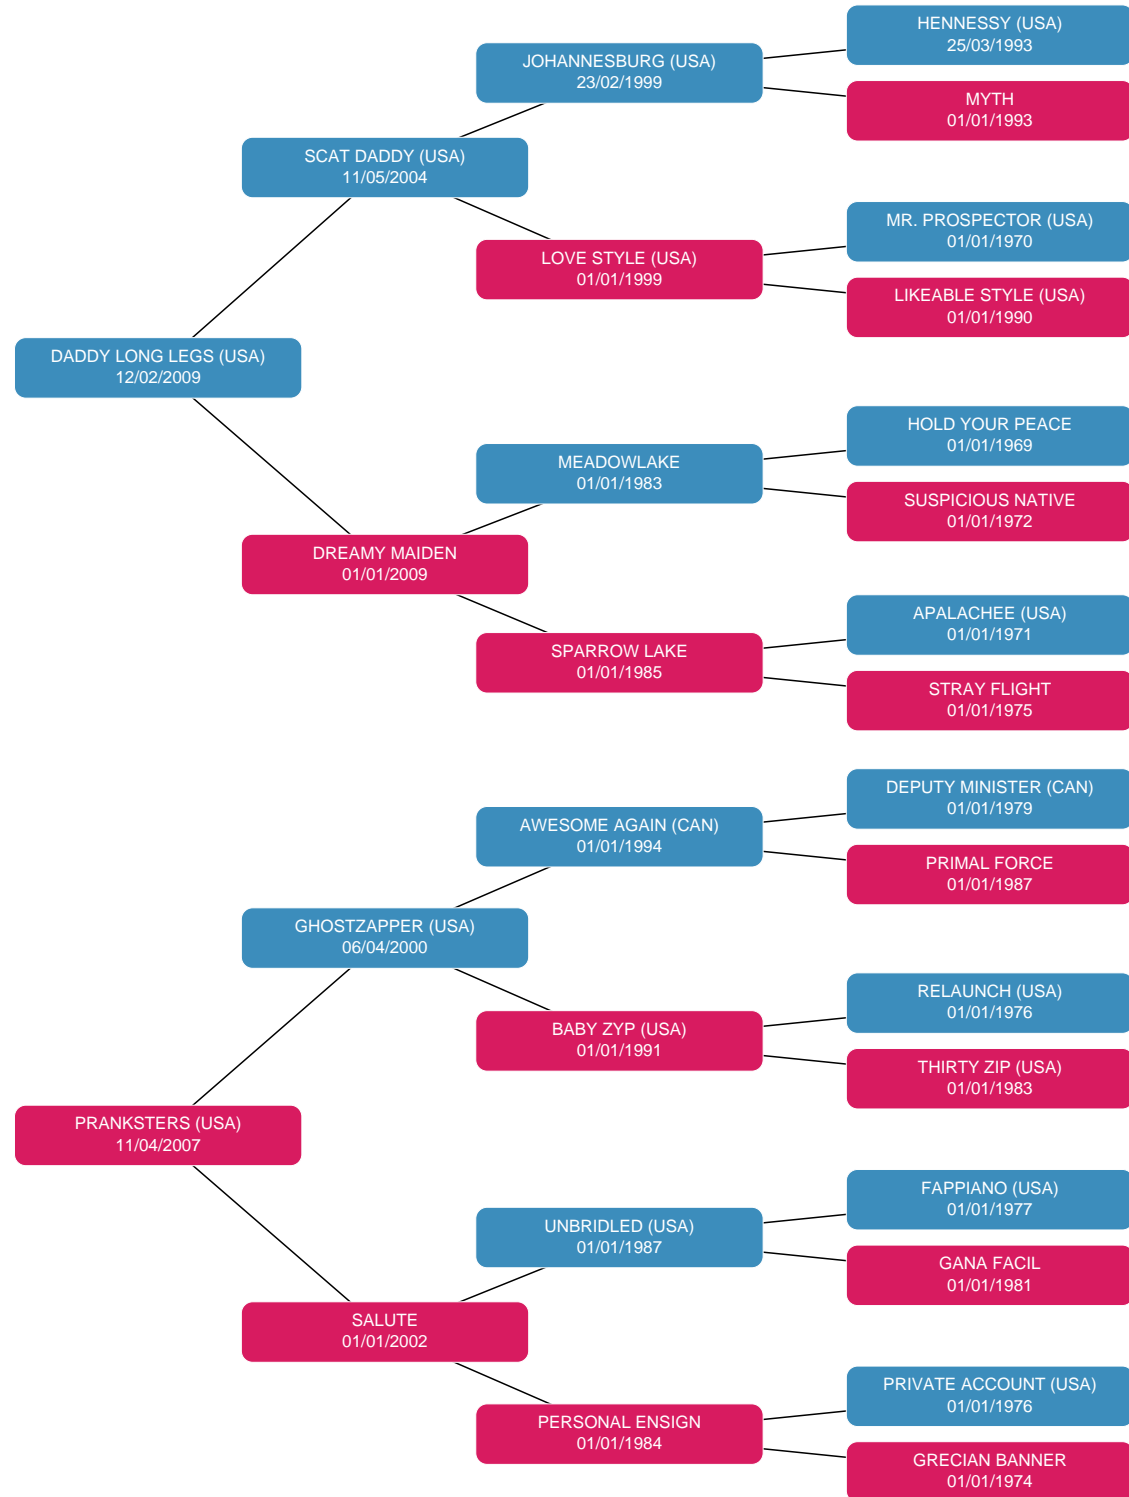 HENNESSY (USA)
25/03/1993
JOHANNESBURG (USA)
23/02/1999
MYTH
01/01/1993
SCAT DADDY (USA)
11/05/2004
MR. PROSPECTOR (USA)
01/01/1970
LOVE STYLE (USA)
01/01/1999
LIKEABLE STYLE (USA)
01/01/1990
DADDY LONG LEGS (USA)
12/02/2009
HOLD YOUR PEACE
01/01/1969
MEADOWLAKE
01/01/1983
SUSPICIOUS NATIVE
01/01/1972
DREAMY MAIDEN
01/01/2009
APALACHEE (USA)
01/01/1971
SPARROW LAKE
01/01/1985
STRAY FLIGHT
01/01/1975
DEPUTY MINISTER (CAN)
01/01/1979
AWESOME AGAIN (CAN)
01/01/1994
PRIMAL FORCE
01/01/1987
GHOSTZAPPER (USA)
06/04/2000
RELAUNCH (USA)
01/01/1976
BABY ZYP (USA)
01/01/1991
THIRTY ZIP (USA)
01/01/1983
PRANKSTERS (USA)
11/04/2007
FAPPIANO (USA)
01/01/1977
UNBRIDLED (USA)
01/01/1987
GANA FACIL
01/01/1981
SALUTE
01/01/2002
PRIVATE ACCOUNT (USA)
01/01/1976
PERSONAL ENSIGN
01/01/1984
GRECIAN BANNER
01/01/1974